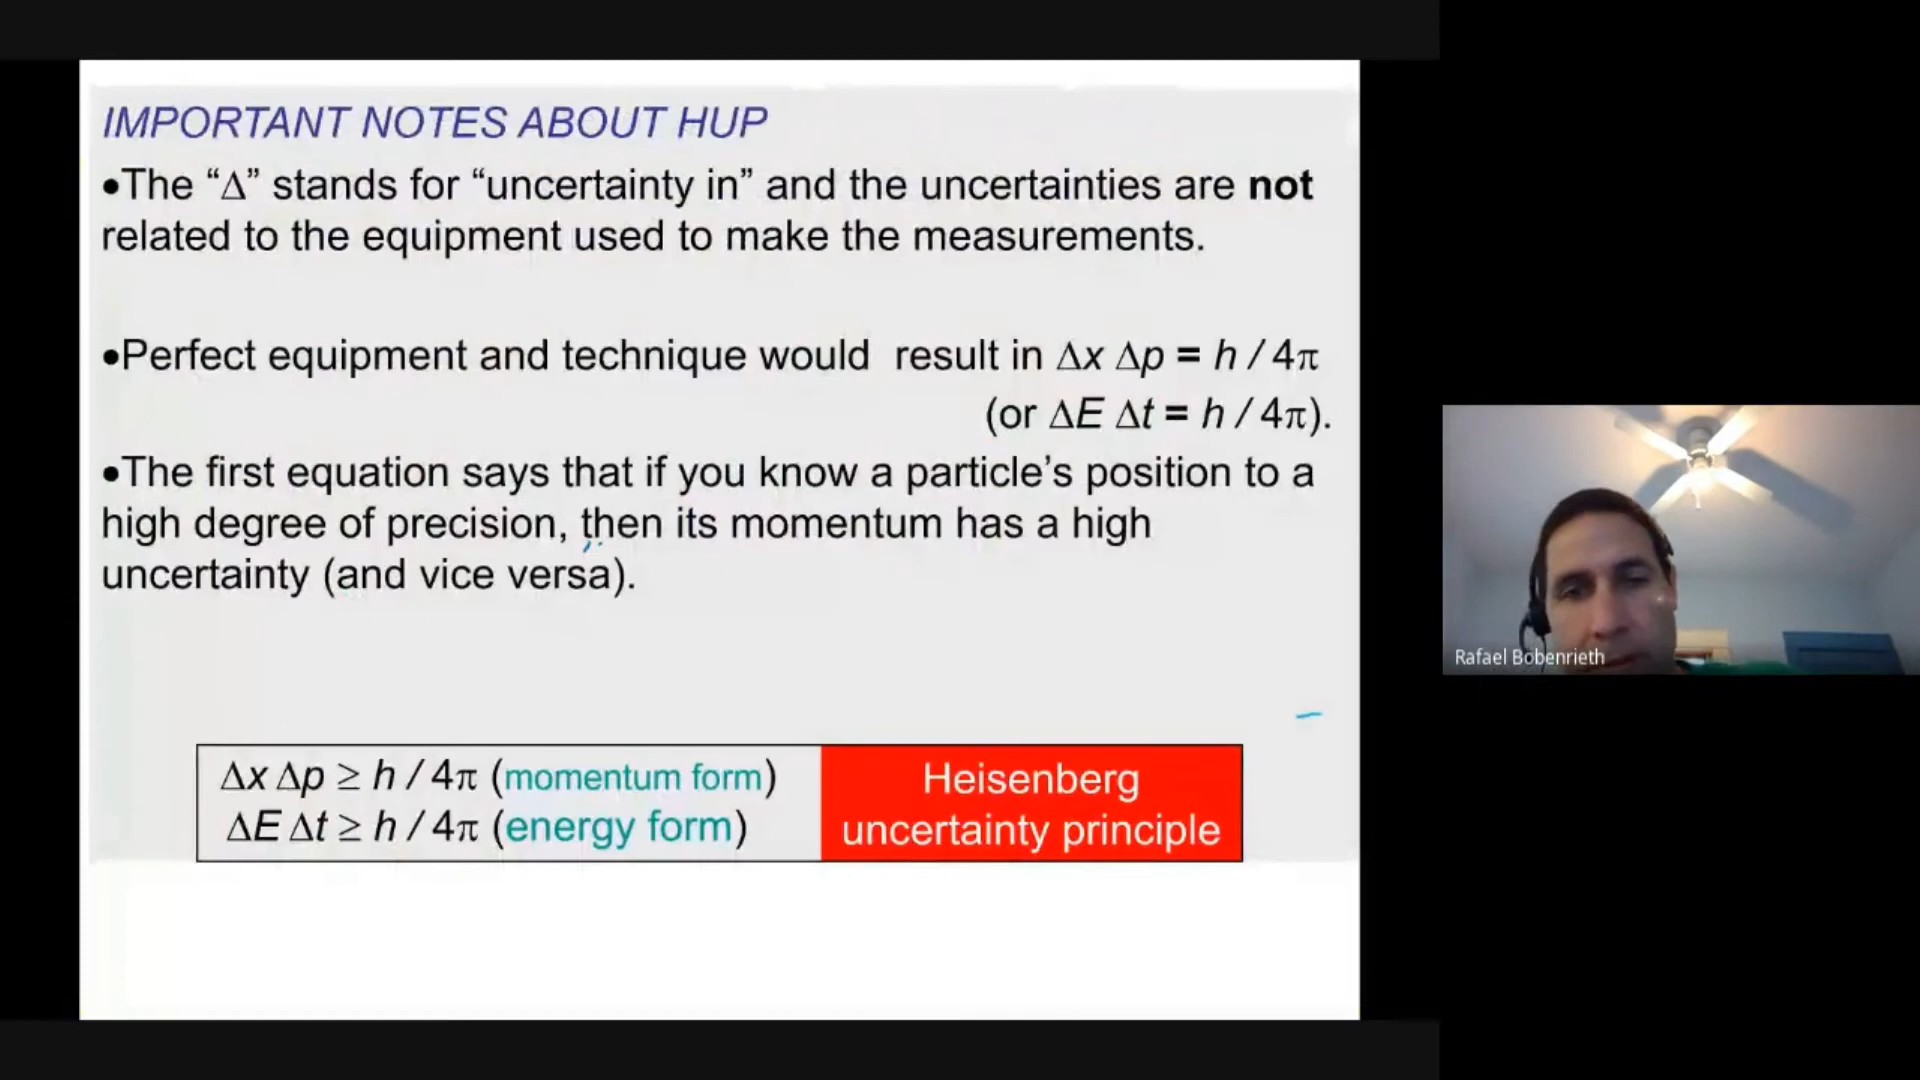 IMPORTANT NOTES ABOUT HUP
•The “Δ” stands for “uncertainty in” and the uncertainties are not
related to the equipment used to make the measurements.
•Perfect equipment and technique would result in Δx Δp = h / 4π
(or ΔE Δt = h / 4π).
•The first equation says that if you know a particle’s position to a
high degree of precision, then its momentum has a high
uncertainty (and vice versa).
Δx Δp ≥ h / 4π (momentum form)
ΔE Δt ≥ h / 4π (energy form)
Heisenberg
uncertainty principle
Rafael Bobenrieth